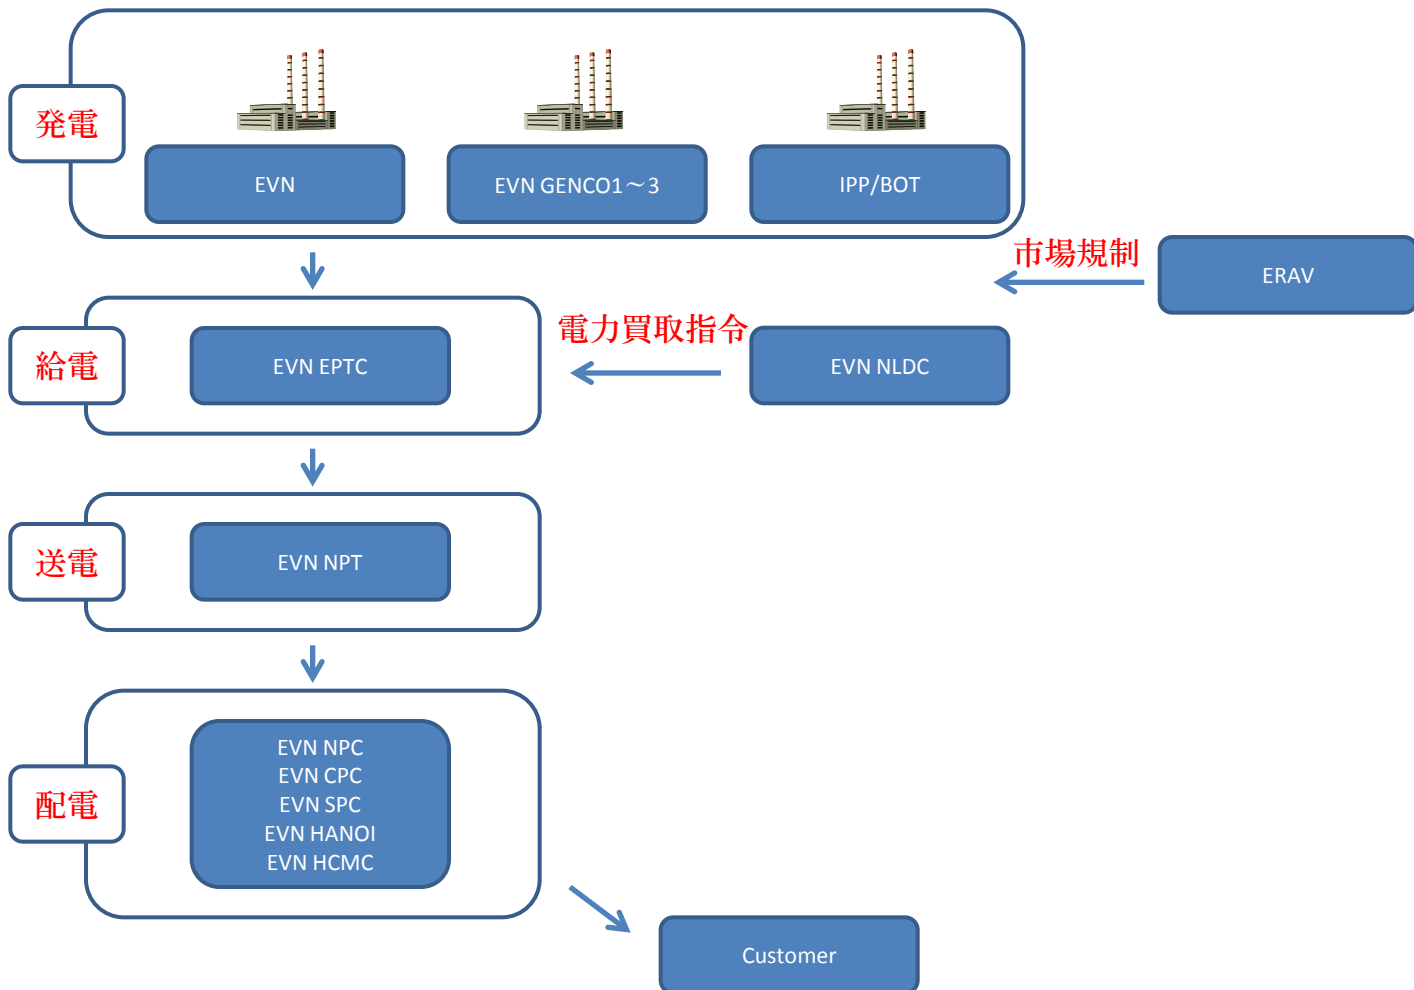 発電
EVN
EVN GENCO1～3
IPP/BOT
市場規制
ERAV
給電
EVN EPTC
電力買取指令
EVN NLDC
送電
EVN NPT
配電
EVN NPC
EVN CPC
EVN SPC
EVN HANOI
EVN HCMC
Customer